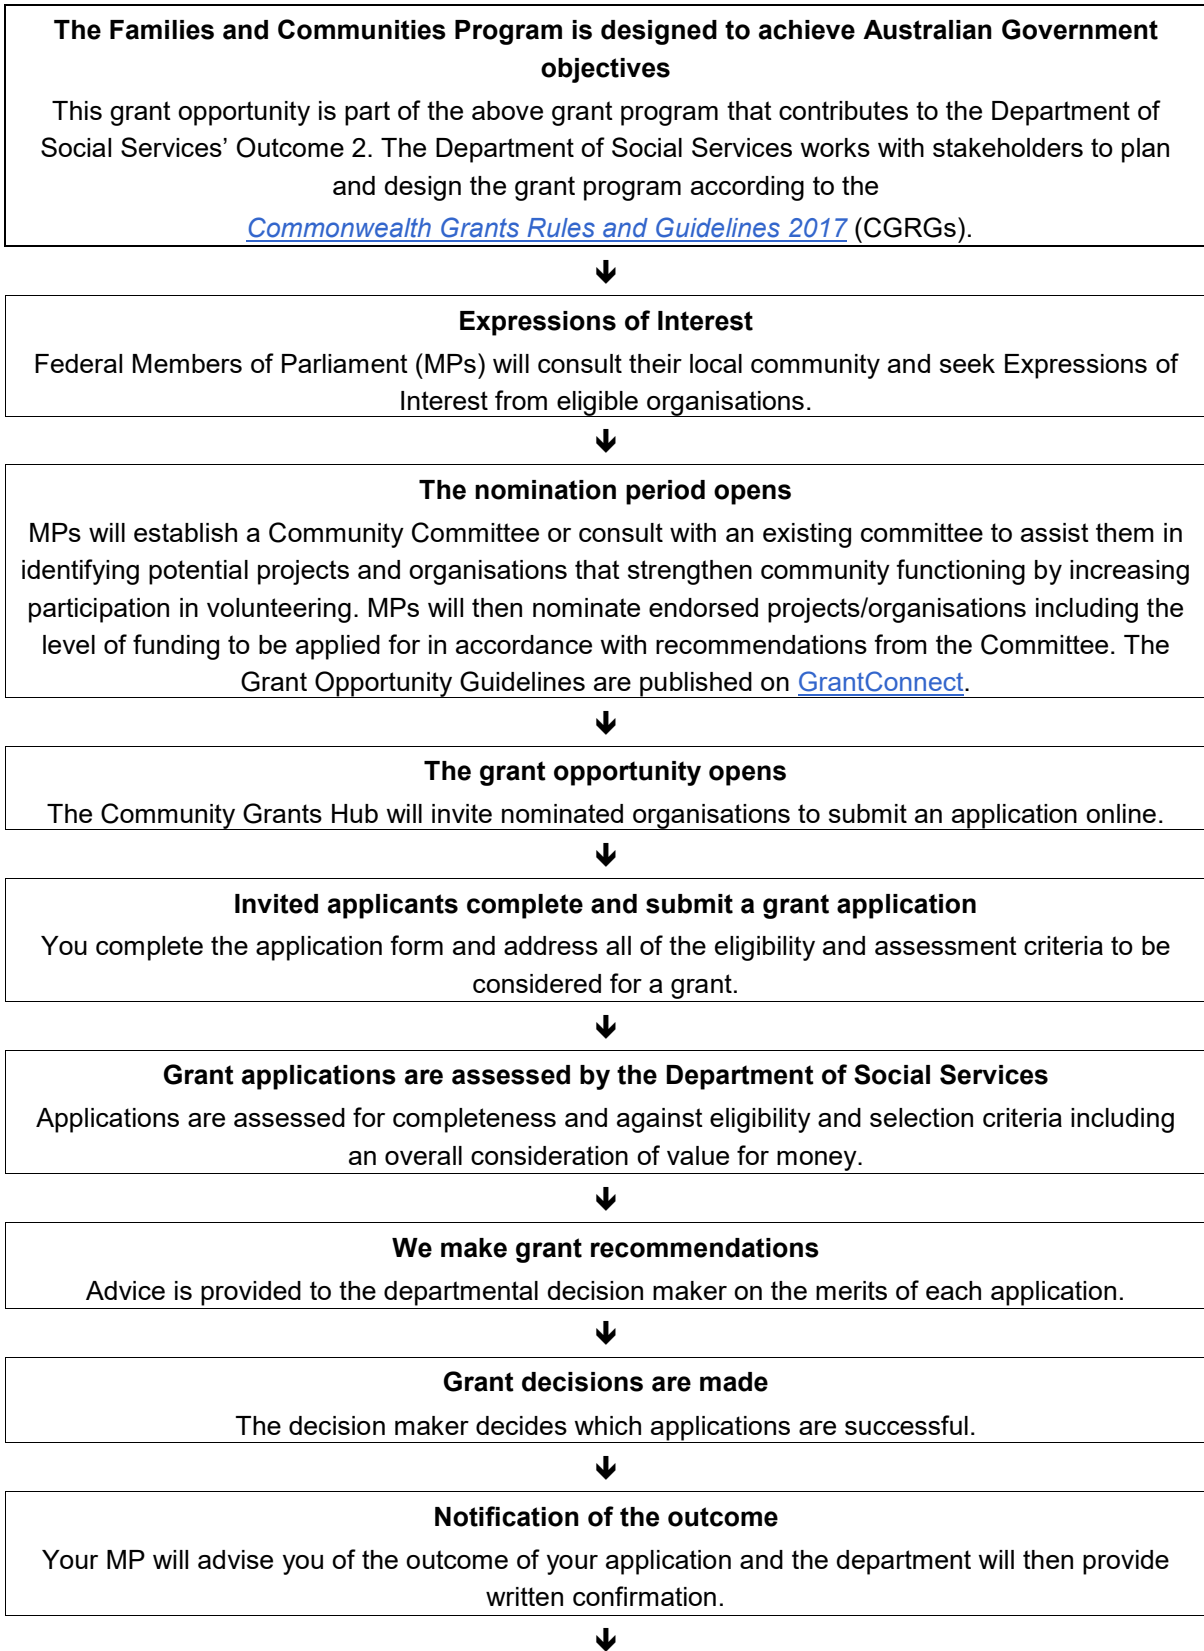 The Families and Communities Program is designed to achieve Australian Government
objectives
This grant opportunity is part of the above grant program that contributes to the Department of
Social Services’ Outcome 2. The Department of Social Services works with stakeholders to plan
and design the grant program according to the
Commonwealth Grants Rules and Guidelines 2017 (CGRGs).
Expressions of Interest
Federal Members of Parliament (MPs) will consult their local community and seek Expressions of
Interest from eligible organisations.
The nomination period opens
MPs will establish a Community Committee or consult with an existing committee to assist them in
identifying potential projects and organisations that strengthen community functioning by increasing
participation in volunteering. MPs will then nominate endorsed projects/organisations including the
level of funding to be applied for in accordance with recommendations from the Committee. The
Grant Opportunity Guidelines are published on GrantConnect.
The grant opportunity opens
The Community Grants Hub will invite nominated organisations to submit an application online.
Invited applicants complete and submit a grant application
You complete the application form and address all of the eligibility and assessment criteria to be
considered for a grant.
Grant applications are assessed by the Department of Social Services
Applications are assessed for completeness and against eligibility and selection criteria including
an overall consideration of value for money.
We make grant recommendations
Advice is provided to the departmental decision maker on the merits of each application.
Grant decisions are made
The decision maker decides which applications are successful.
Notification of the outcome
Your MP will advise you of the outcome of your application and the department will then provide
written confirmation.